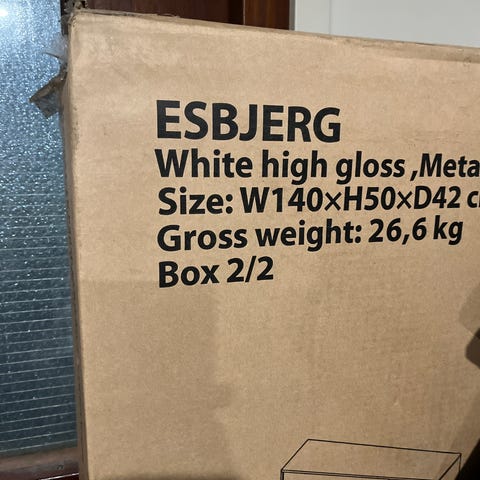 ESBJERG
White high gloss ,Meta
Size: W140×H50×D42 c
Gross weight: 26,6 kg
Box 2/2